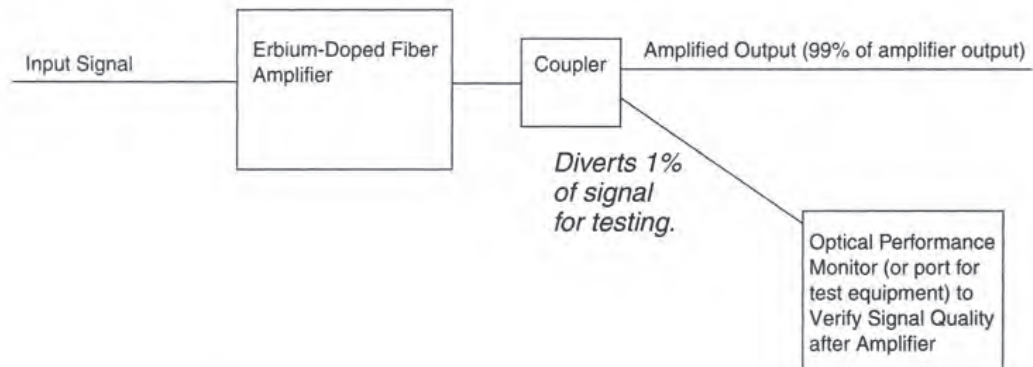 Input Signal
Erbium-Doped Fiber
Amplifier
Coupler
Amplified Output (99% of amplifier output)
Diverts 1%
of signal
for testing.
Optical Performance
Monitor (or port for
test equipment) to
Verify Signal Quality
after Amplifier